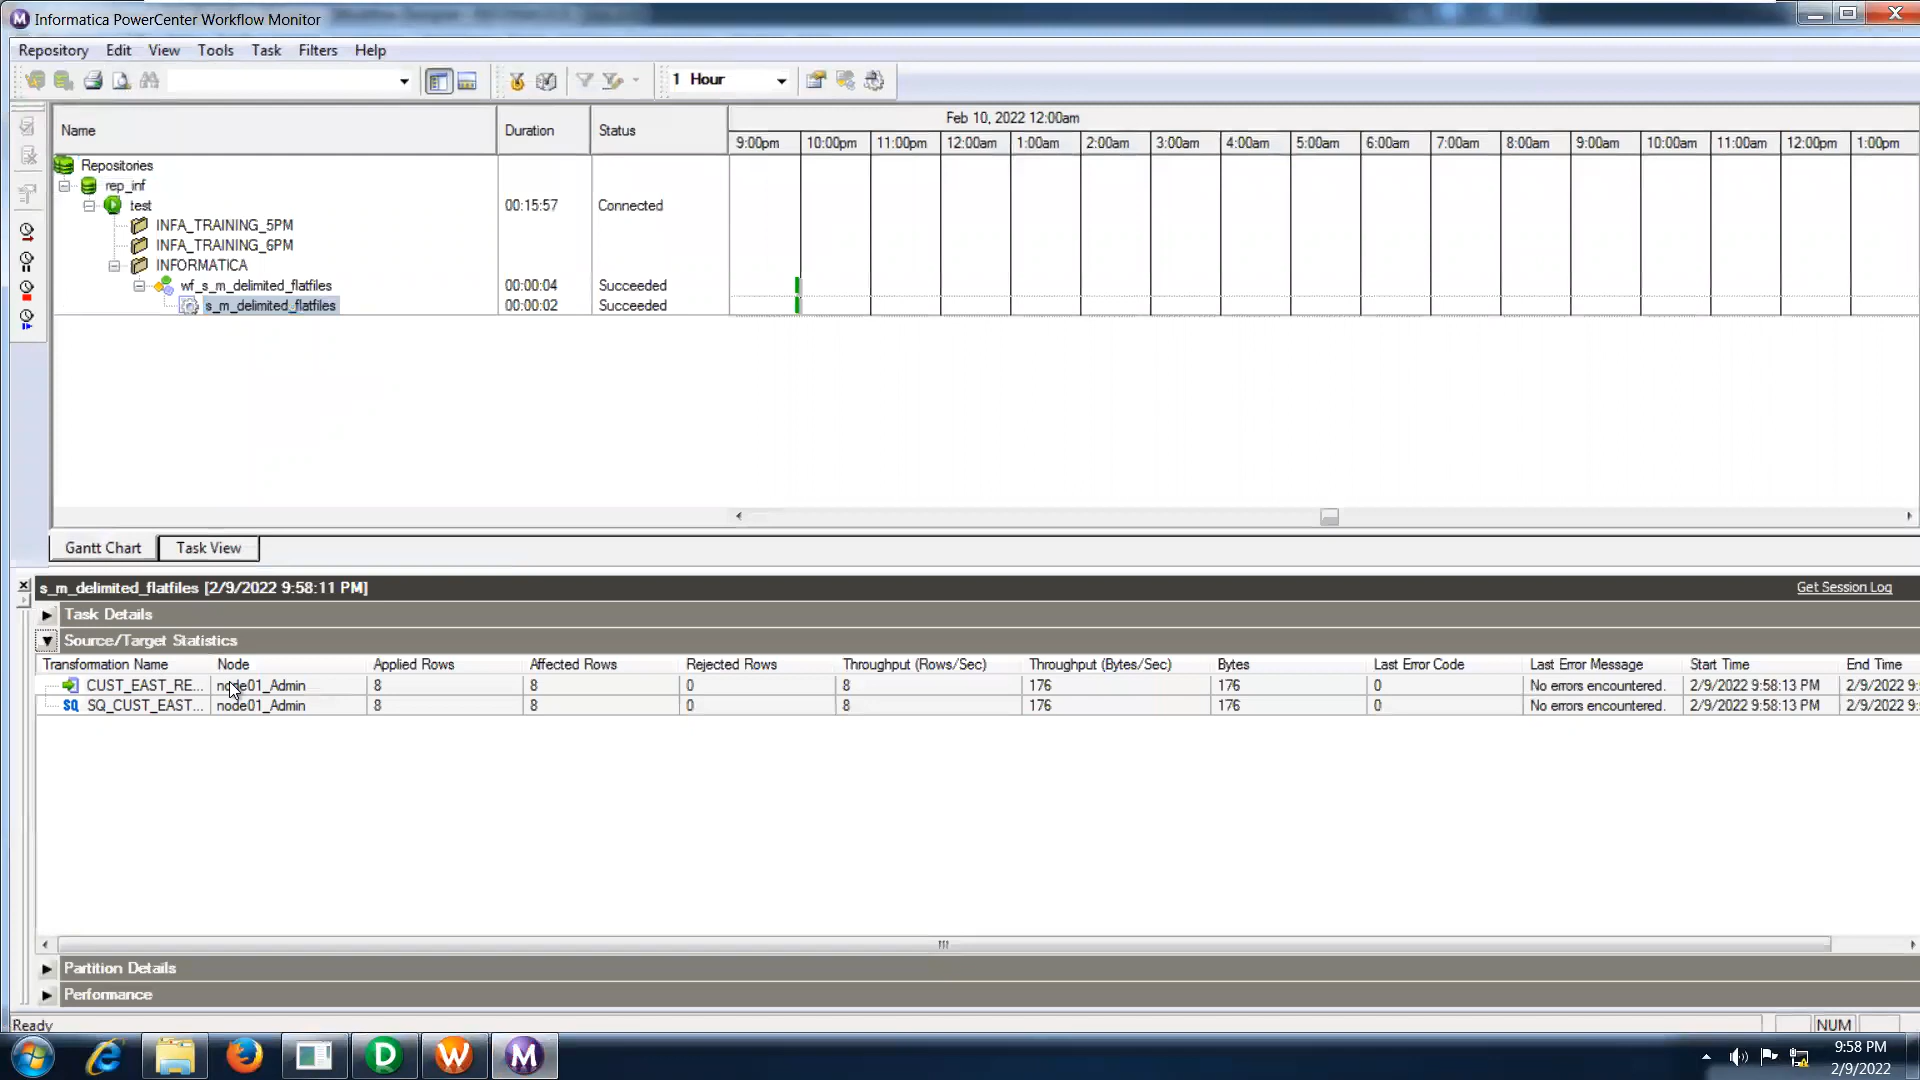 Informatica PowerCenter Workflow Monitor
Repository Edit View Tools Task Filters Help
1 Hour
Name Duration Status Feb 10, 2022 12:00am
9:00pm 10:00pm 11:00pm 12:00am 1:00am 2:00am 3:00am 4:00am 5:00am 6:00am 7:00am 8:00am 9:00am 10:00am 11:00am 12:00pm 1:00pm
Repositories
rep_inf
test 00:15:57 Connected
INFA_TRAINING_5PM
INFA_TRAINING_6PM
INFORMATICA
wf_s_m_delimited_flatfiles 00:00:04 Succeeded
s_m_delimited_flatfiles 00:00:02 Succeeded
Gantt Chart Task View
s_m_delimited_flatfiles [2/9/2022 9:58:11 PM] Get Session Log
Task Details
Source/Target Statistics
Transformation Name Node Applied Rows Affected Rows Rejected Rows Throughput (Rows/Sec) Throughput (Bytes/Sec) Bytes Last Error Code Last Error Message Start Time End Time
CUST_EAST_RE... node01_Admin 8 8 0 8 176 176 0 No errors encountered. 2/9/2022 9:58:13 PM 2/9/2022 9:
SQ SQ_CUST_EAST... node01_Admin 8 8 0 8 176 176 0 No errors encountered. 2/9/2022 9:58:13 PM 2/9/2022 9:
Partition Details
Performance
Ready NUM
9:58 PM
2/9/2022